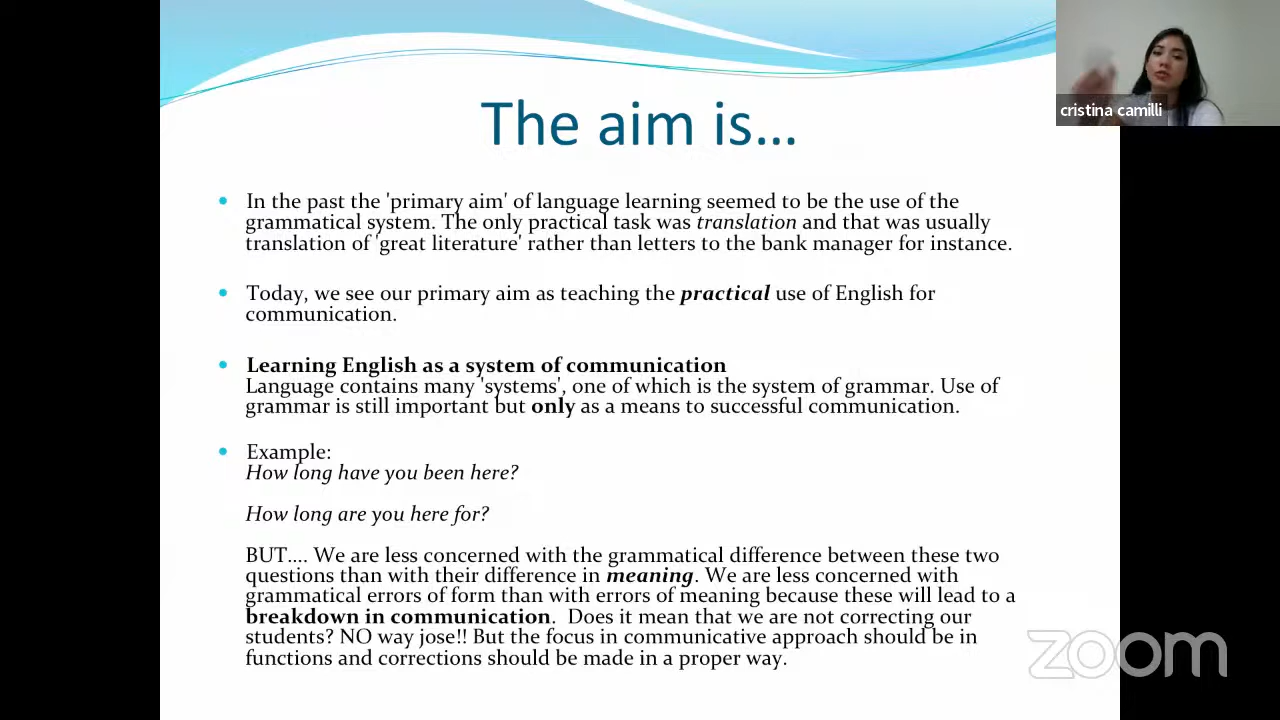 cristina camilli
The aim is...
In the past the 'primary aim' of language learning seemed to be the use of the
grammatical system. The only practical task was translation and that was usually
translation of 'great literature' rather than letters to the bank manager for instance.
Today, we see our primary aim as teaching the practical use of English for
communication.
Learning English as a system of communication
Language contains many 'systems', one of which is the system of grammar. Use of
grammar is still important but only as a means to successful communication.
Example:
How long have you been here?
How long are you here for?
BUT.... We are less concerned with the grammatical difference between these two
questions than with their difference in meaning. We are less concerned with
grammatical errors of form than with errors of meaning because these will lead to a
breakdown in communication. Does it mean that we are not correcting our
students? NO way jose!! But the focus in communicative approach should be in
functions and corrections should be made in a proper way.
zoom